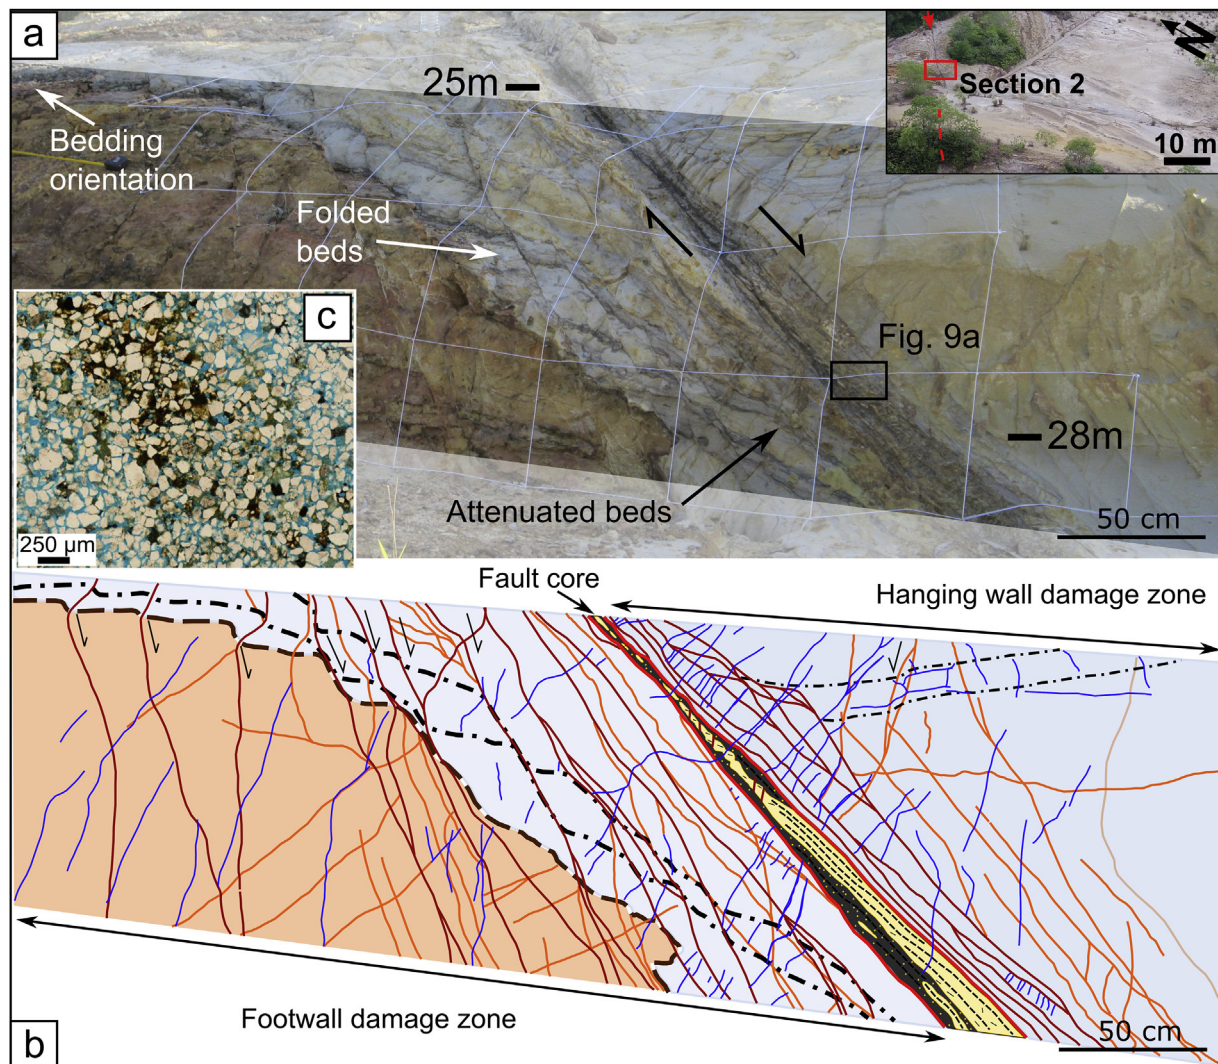 a
25m
N
Section 2
10 m
Bedding
orientation
Folded
beds
c
Fig. 9a
28m
Attenuated beds
50 cm
250 µm
Fault core
Hanging wall damage zone
Footwall damage zone
50 cm
b